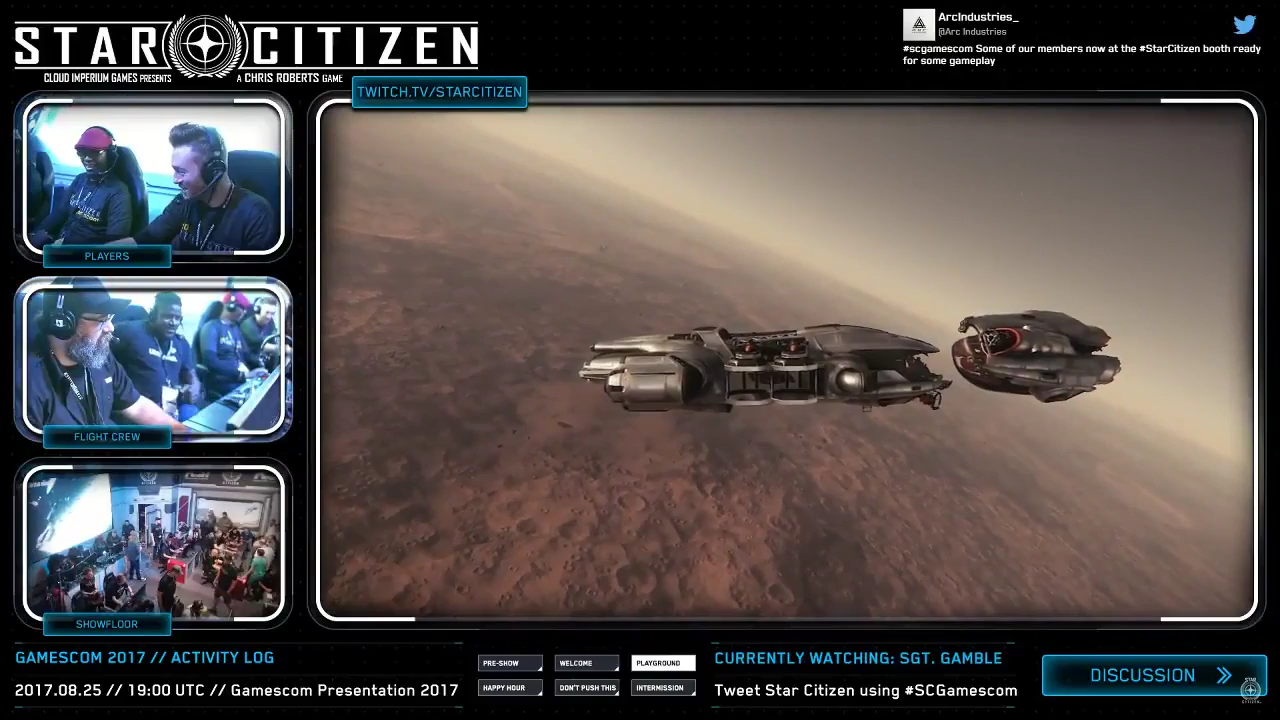 STAR CITIZEN
CLOUD IMPERIUM GAMES PRESENTS
A CHRIS ROBERTS GAME
ArcIndustries_
@Arc Industries
#scgamescom Some of our members now at the #StarCitizen booth ready
for some gameplay
TWITCH.TV/STARCITIZEN
PLAYERS
FLIGHT CREW
SHOWFLOOR
GAMESCOM 2017 // ACTIVITY LOG
2017.08.25 // 19:00 UTC // Gamescom Presentation 2017
PRE-SHOW
WELCOME
PLAYGROUND
HAPPY HOUR
DON'T PUSH THIS
INTERMISSION
CURRENTLY WATCHING: SGT. GAMBLE
Tweet Star Citizen using #SCGamescom
DISCUSSION